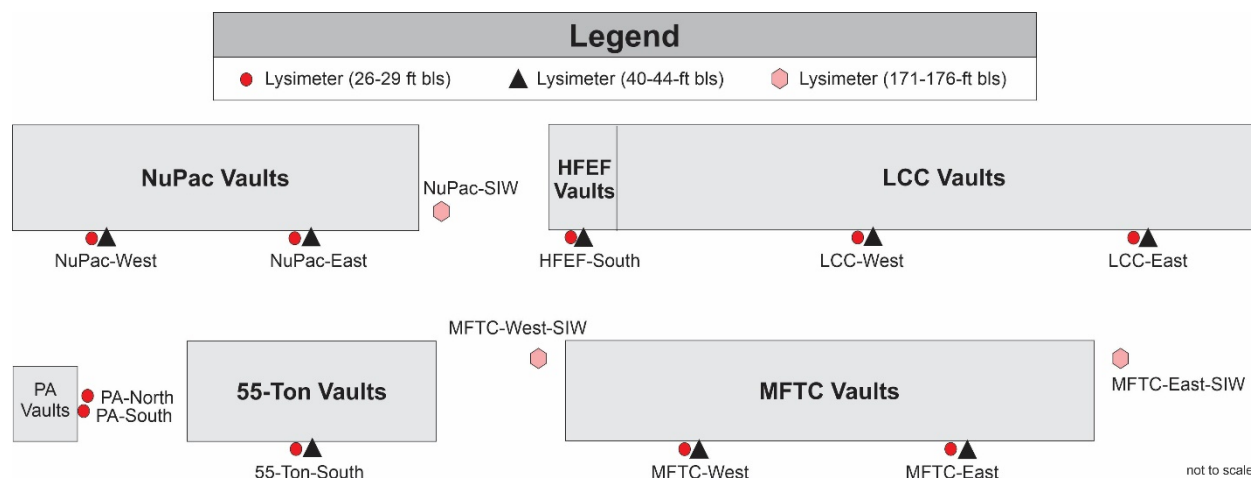 Legend
Lysimeter (26-29 ft bls) Lysimeter (40-44-ft bls) Lysimeter (171-176-ft bls)
NuPac Vaults
NuPac-SIW
HFEF
Vaults
LCC Vaults
NuPac-West
NuPac-East
HFEF-South
LCC-West
LCC-East
MFTC-West-SIW
PA
Vaults
PA-North
PA-South
55-Ton Vaults
MFTC Vaults
MFTC-East-SIW
55-Ton-South
MFTC-West
MFTC-East
not to scale